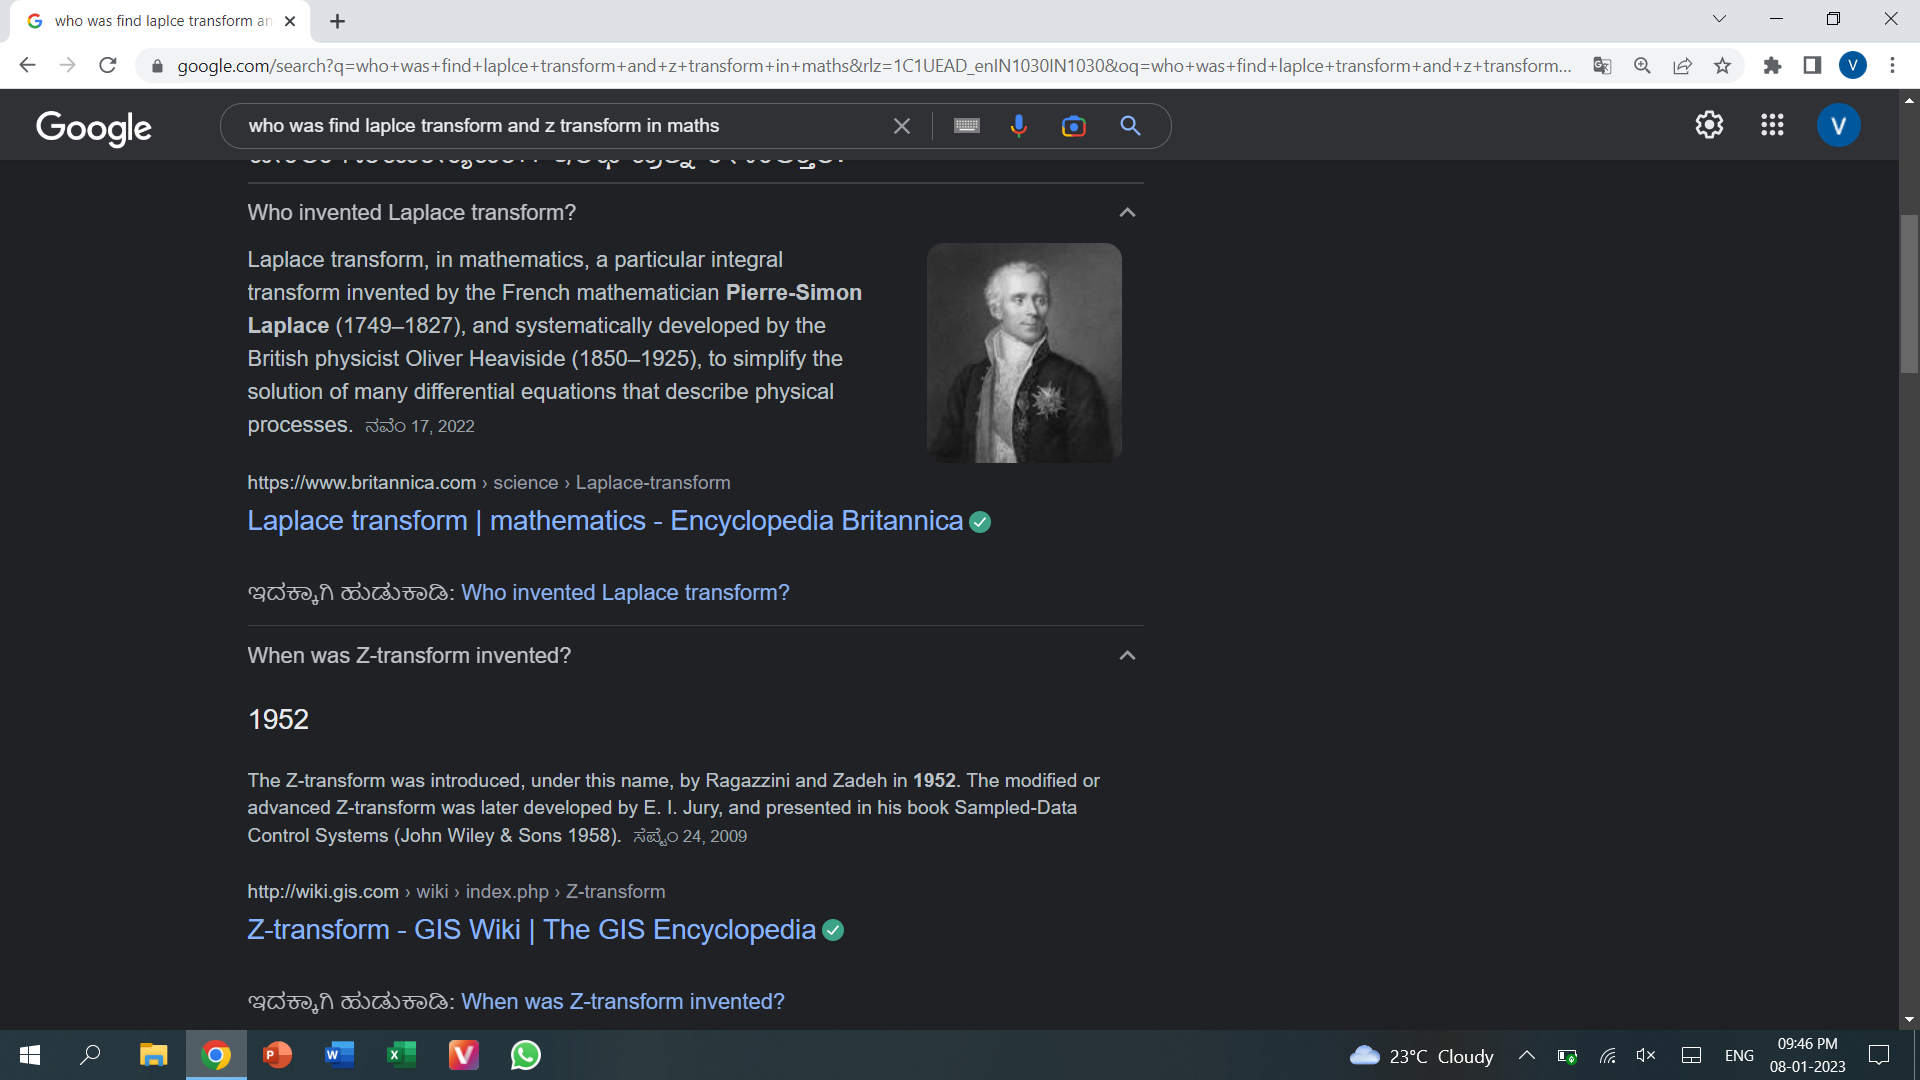 who was find laplce transform an
google.com/search?q=who+was+find+laplce+transform+and+z+transform+in+maths&rlz=1C1UEAD_enIN1030IN1030&oq=who+was+find+laplce+transform+and+z+transform...
V
Google
who was find laplce transform and z transform in maths
V
Who invented Laplace transform?
Laplace transform, in mathematics, a particular integral
transform invented by the French mathematician Pierre-Simon
Laplace (1749–1827), and systematically developed by the
British physicist Oliver Heaviside (1850–1925), to simplify the
solution of many differential equations that describe physical
processes. ನವೆಂ 17, 2022
https://www.britannica.com › science › Laplace-transform
Laplace transform | mathematics - Encyclopedia Britannica
ಇದಕ್ಕಾಗಿ ಹುಡುಕಾಡಿ: Who invented Laplace transform?
When was Z-transform invented?
1952
The Z-transform was introduced, under this name, by Ragazzini and Zadeh in 1952. The modified or
advanced Z-transform was later developed by E. I. Jury, and presented in his book Sampled-Data
Control Systems (John Wiley & Sons 1958). ಸೆಪ್ಟೆಂ 24, 2009
http://wiki.gis.com › wiki › index.php › Z-transform
Z-transform - GIS Wiki | The GIS Encyclopedia
ಇದಕ್ಕಾಗಿ ಹುಡುಕಾಡಿ: When was Z-transform invented?
23°C Cloudy
ENG
09:46 PM
08-01-2023